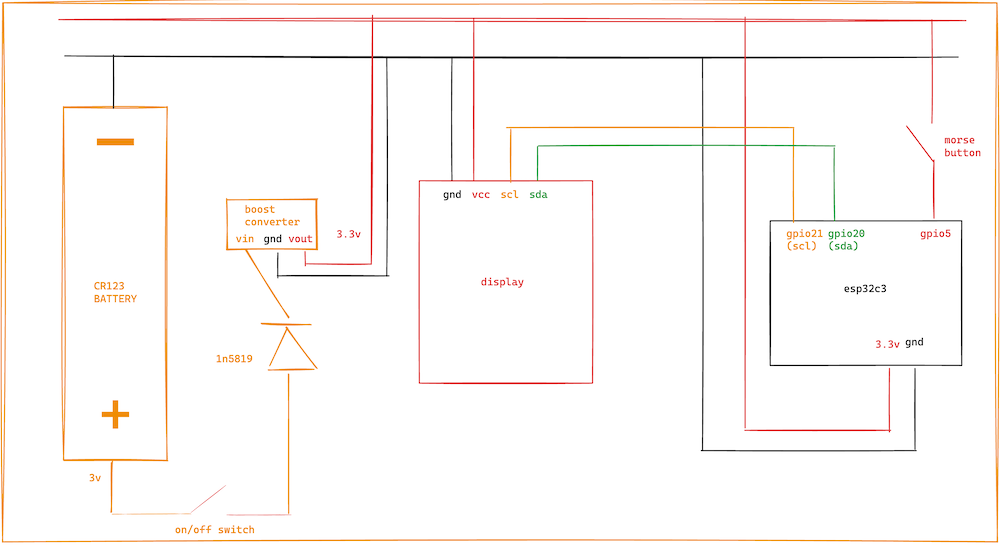 morse
button
gnd vcc scl sda
boost
converter
vin gnd vout
3.3v
gpio21 gpio20
(scl) (sda)
gpio5
CR123
BATTERY
display
esp32c3
3.3v gnd
1n5819
3v
on/off switch